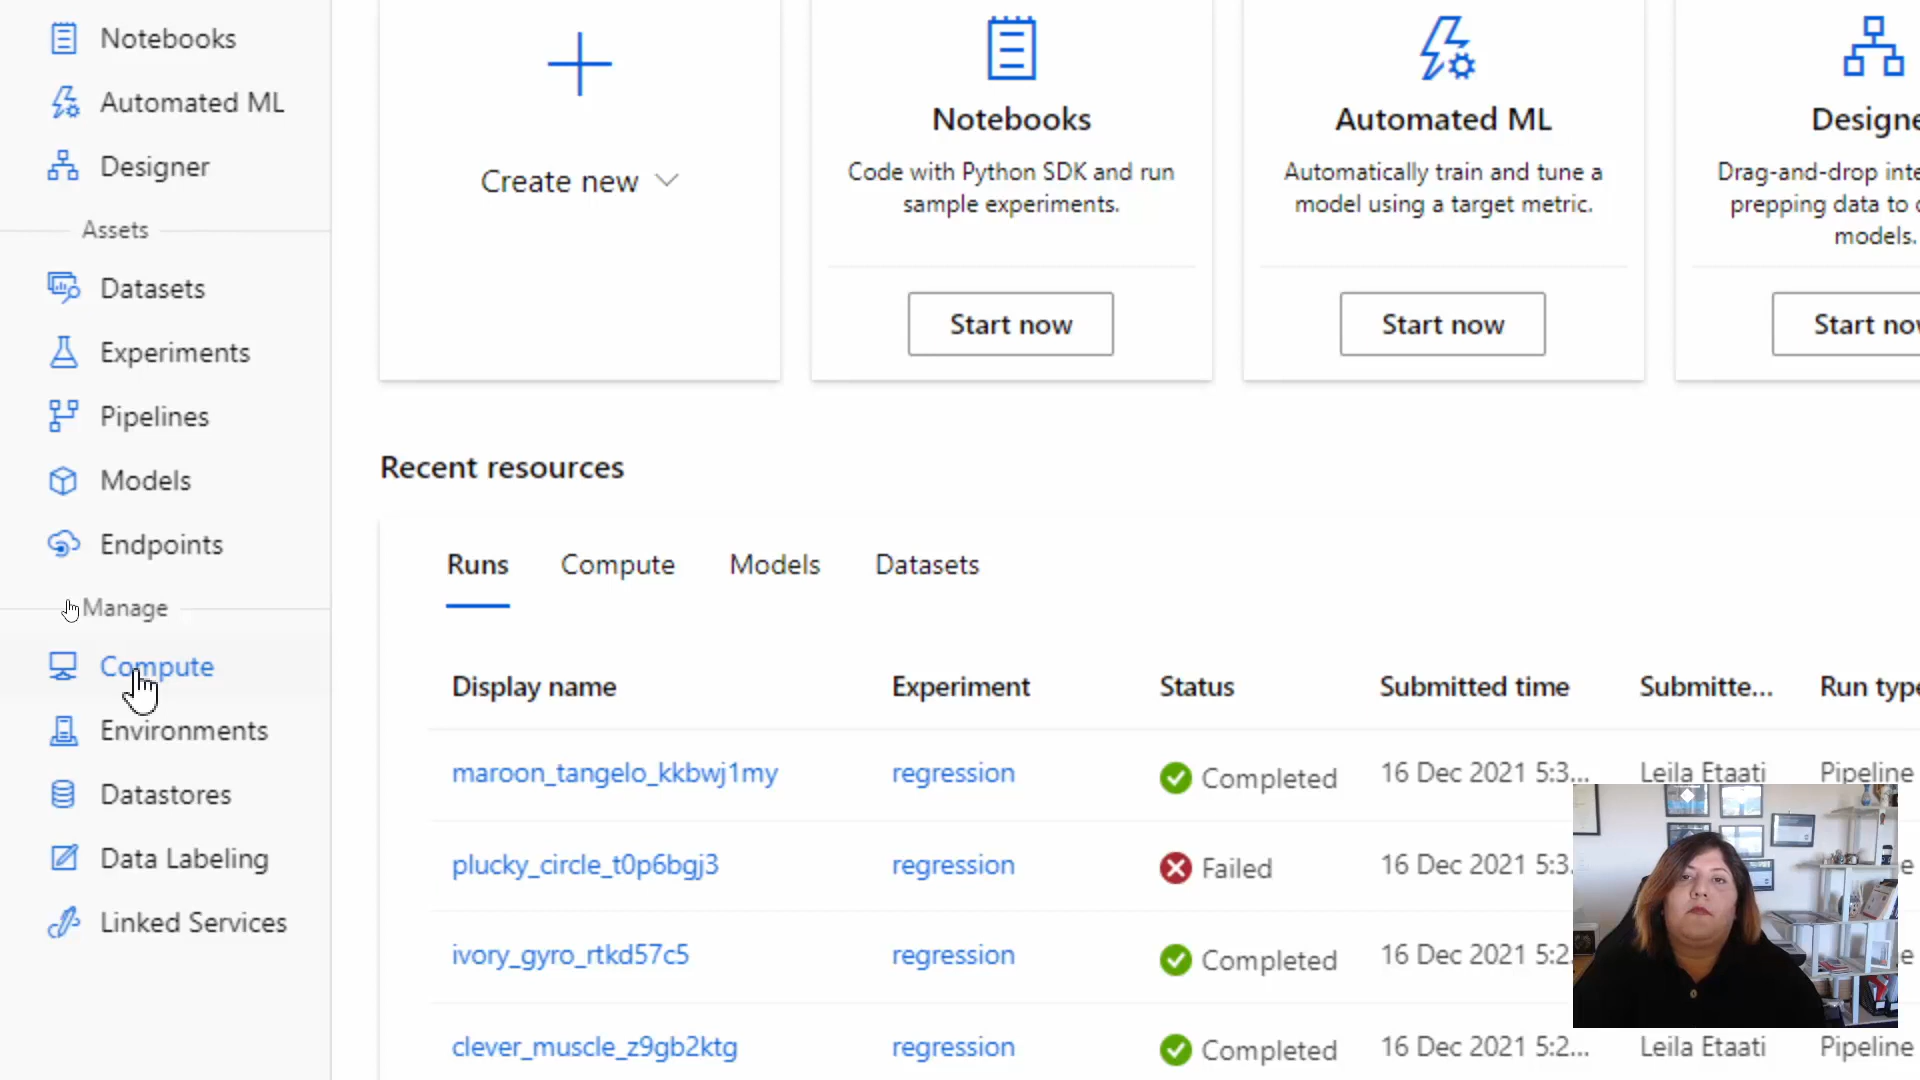 Notebooks
Automated ML
Designer
Assets
Datasets
Experiments
Pipelines
Models
Endpoints
Manage
Compute
Environments
Datastores
Data Labeling
Linked Services
Create new
Notebooks
Code with Python SDK and run
sample experiments.
Start now
Automated ML
Automatically train and tune a
model using a target metric.
Start now
Designe
Drag-and-drop inte
prepping data to
models.
Start now
Recent resources
Runs Compute Models Datasets
Display name Experiment Status Submitted time Submitte... Run type
maroon_tangelo_kkbwj1my regression Completed 16 Dec 2021 5:3... Leila Etaati Pipeline
plucky_circle_t0p6bgj3 regression Failed 16 Dec 2021 5:3.
ivory_gyro_rtkd57c5 regression Completed 16 Dec 2021 5:2
clever_muscle_z9gb2ktg regression Completed 16 Dec 2021 5:2... Leila Etaati Pipeline